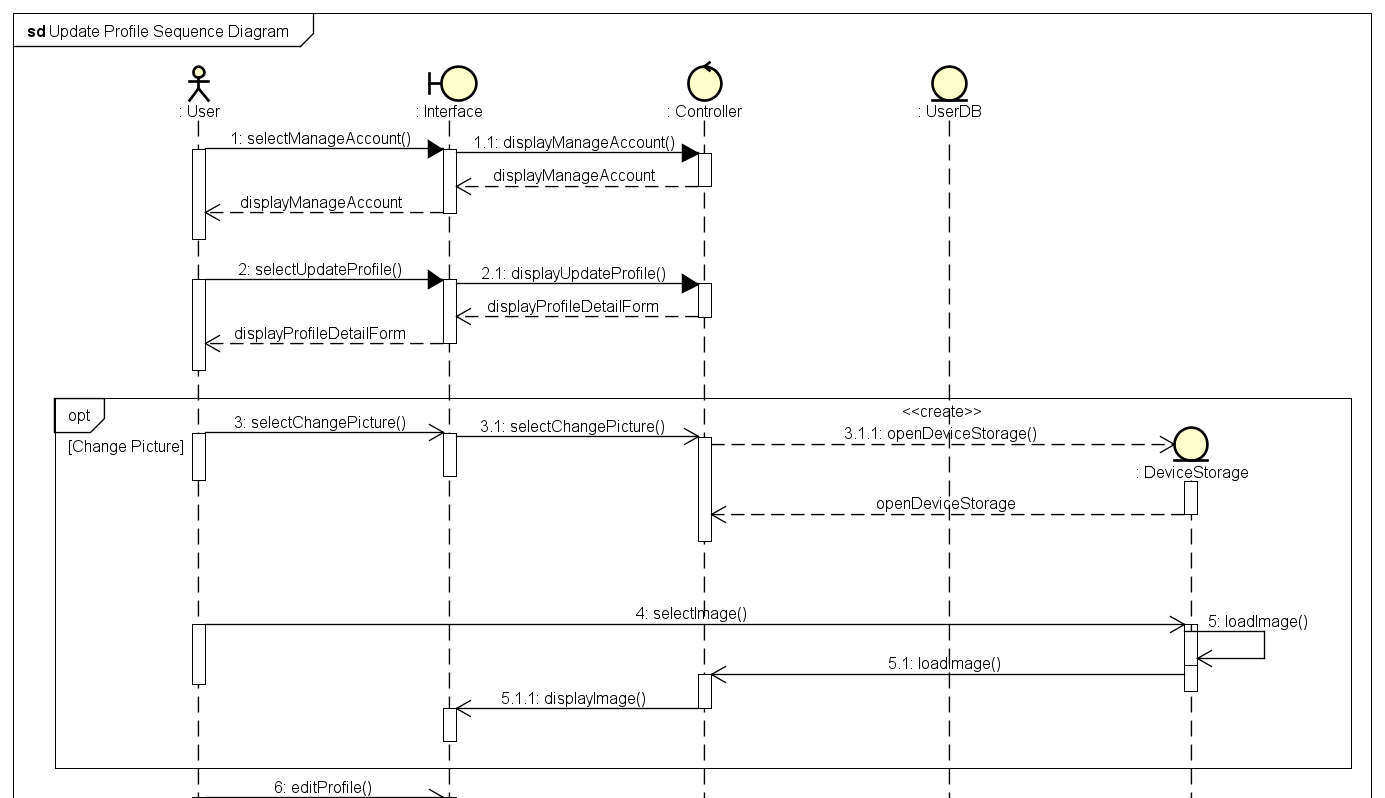 sd Update Profile Sequence Diagram
: User
: Interface
: Controller
: UserDB
1: selectManageAccount()
1.1: displayManageAccount()
displayManageAccount
displayManageAccount
2: selectUpdateProfile()
2.1: displayUpdateProfile()
displayProfileDetailForm
displayProfileDetailForm
opt
[Change Picture]
3: selectChangePicture()
3.1: selectChangePicture()
<<create>>
3.1.1: openDeviceStorage()
: DeviceStorage
openDeviceStorage
4: selectImage()
5: loadImage()
5.1: loadImage()
5.1.1: displayImage()
6: editProfile()